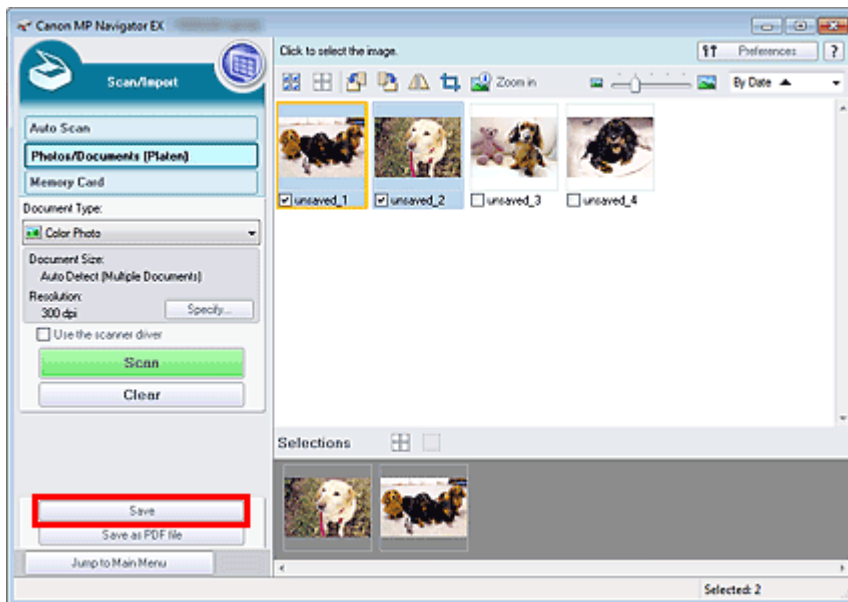 Canon MP Navigator EX
Scan/Import
Auto Scan
Photos/Documents (Platen)
Memory Card
Document Type:
Color Photo
Document Size:
Auto Detect (Multiple Documents)
Resolution:
300 dpi
Specify...
Use the scanner driver
Scan
Clear
Save
Save as PDF file
Jump to Main Menu
Click to select the image.
Preferences
?
Zoom in
By Date
unsaved_1
unsaved_2
unsaved_3
unsaved_4
Selections
Selected: 2